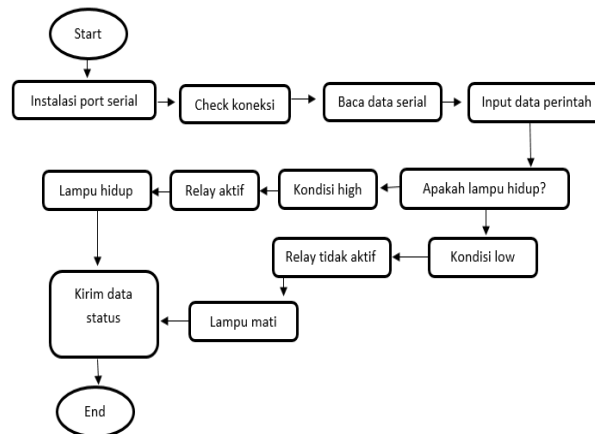 Start
Instalasi port serial
Check koneksi
Baca data serial
Input data perintah
Lampu hidup
Relay aktif
Kondisi high
Apakah lampu hidup?
Relay tidak aktif
Kondisi low
Kirim data
status
Lampu mati
End